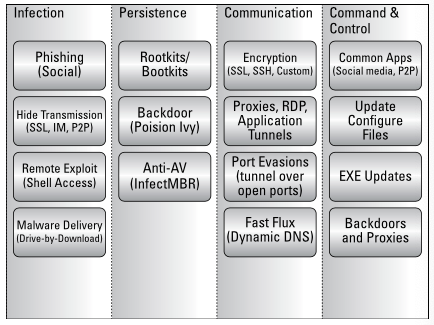 Infection
Phishing
(Social)
Hide Transmission
(SSL, IM, P2P)
Remote Exploit
(Shell Access)
Malware Delivery
(Drive-by-Download)
Persistence
Rootkits/
Bootkits
Backdoor
(Poision Ivy)
Anti-AV
(InfectMBR)
Communication
Encryption
(SSL, SSH, Custom)
Proxies, RDP,
Application
Tunnels
Port Evasions
(tunnel over
open ports)
Fast Flux
(Dynamic DNS)
Command &
Control
Common Apps
(Social media, P2P)
Update
Configure
Files
EXE Updates
Backdoors
and Proxies